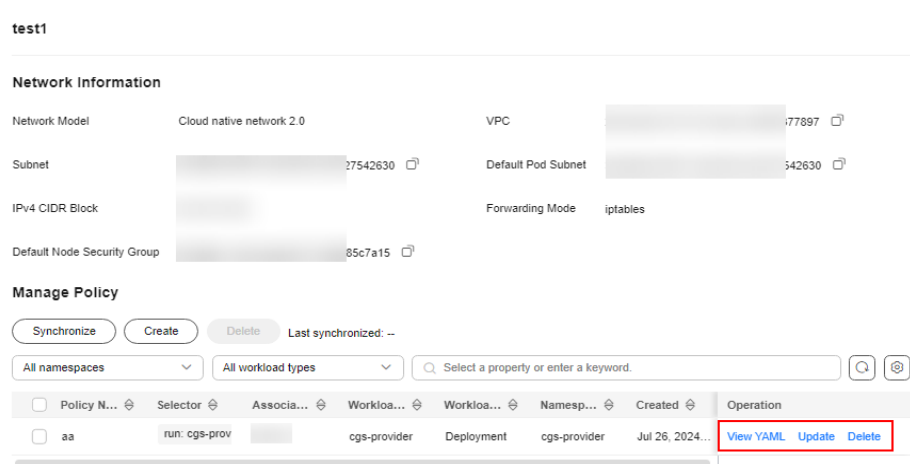 test1
Network Information
Network Model Cloud native network 2.0 VPC 377897
Subnet 27542630 Default Pod Subnet 542630
IPv4 CIDR Block Forwarding Mode iptables
Default Node Security Group 85c7a15
Manage Policy
Synchronize Create Delete Last synchronized: --
All namespaces All workload types Select a property or enter a keyword.
Policy N... Selector Associa... Workloa... Workloa... Namesp... Created Operation
aa run: cgs-prov cgs-provider Deployment cgs-provider Jul 26, 2024... View YAML Update Delete